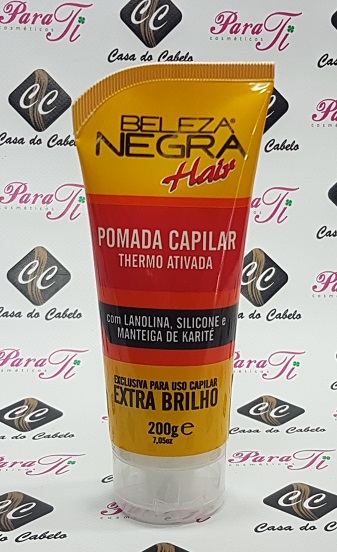 BELEZA®
NEGRA
Hair
POMADA CAPILAR
THERMO ATIVADA
com LANOLINA, SILICONE e
MANTEIGA DE KARITÉ
EXCLUSIVA PARA USO CAPILAR
EXTRA BRILHO
200g e
7,05oz
ParaTi
cosméticos
CC
Casa do Cabelo